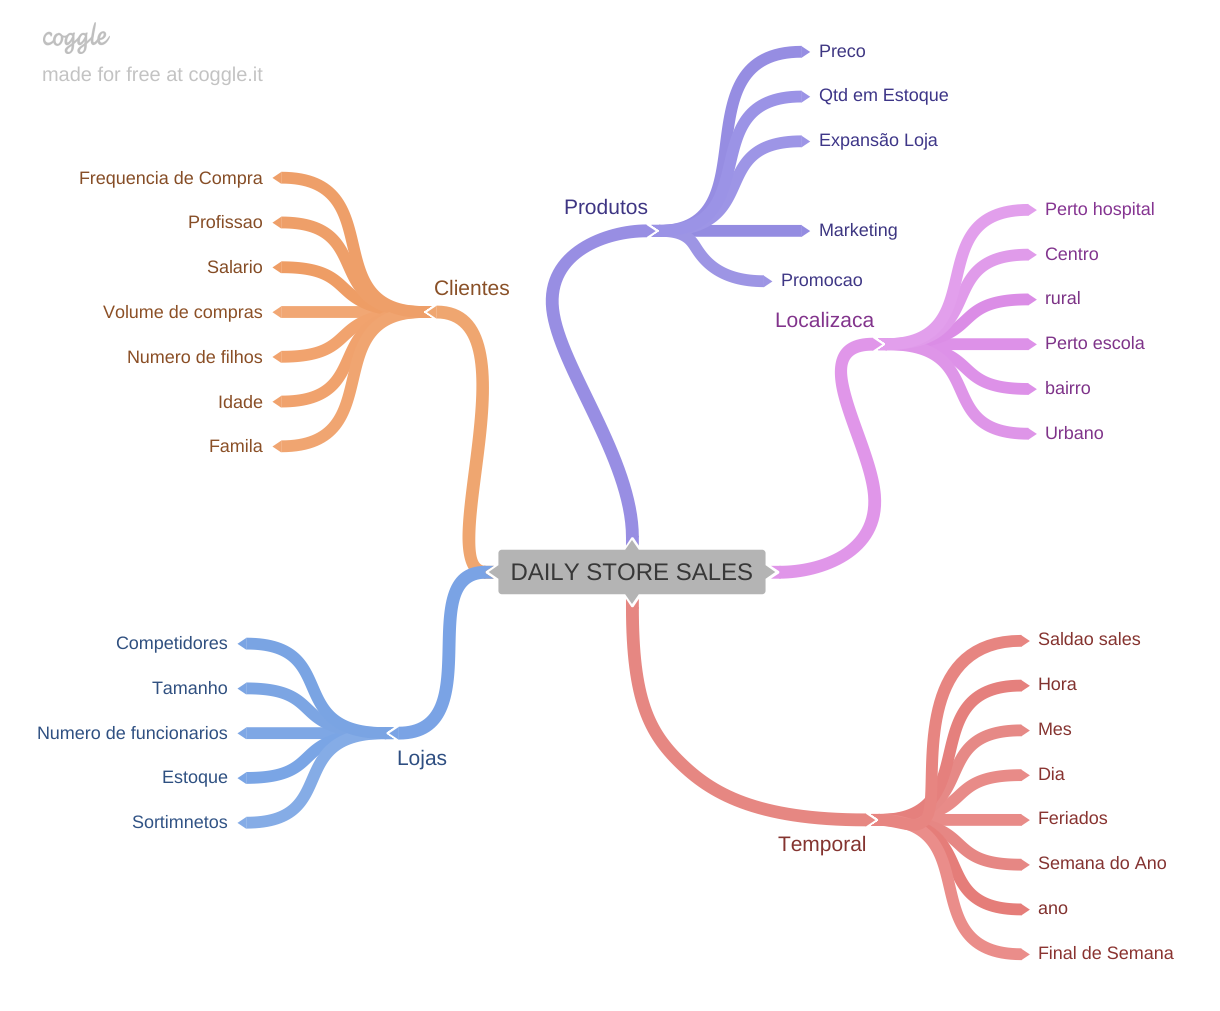 coggle
made for free at coggle.it
Produtos
Preco
Qtd em Estoque
Expansão Loja
Marketing
Promocao
Clientes
Frequencia de Compra
Profissao
Salario
Volume de compras
Numero de filhos
Idade
Famila
Localizaca
Perto hospital
Centro
rural
Perto escola
bairro
Urbano
DAILY STORE SALES
Lojas
Competidores
Tamanho
Numero de funcionarios
Estoque
Sortimnetos
Temporal
Saldao sales
Hora
Mes
Dia
Feriados
Semana do Ano
ano
Final de Semana